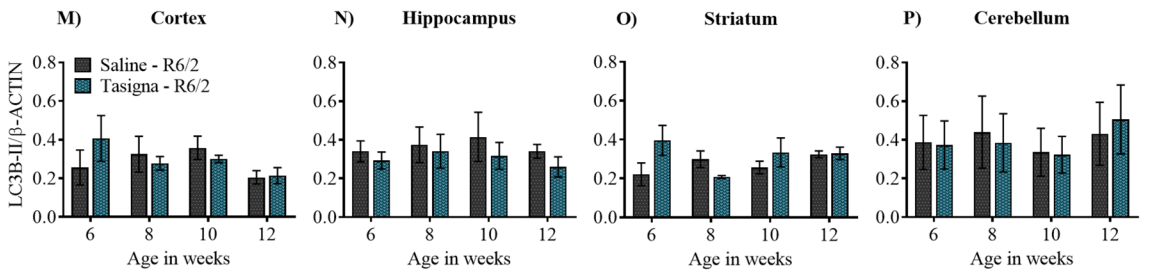 M) Cortex
N) Hippocampus
O) Striatum
P) Cerebellum
LC3B-II/β-ACTIN
Saline - R6/2
Tasigna - R6/2
0.8
0.6
0.4
0.2
0.0
6 8 10 12
Age in weeks
0.8
0.6
0.4
0.2
0.0
6 8 10 12
Age in weeks
0.8
0.6
0.4
0.2
0.0
6 8 10 12
Age in weeks
0.8
0.6
0.4
0.2
0.0
6 8 10 12
Age in weeks